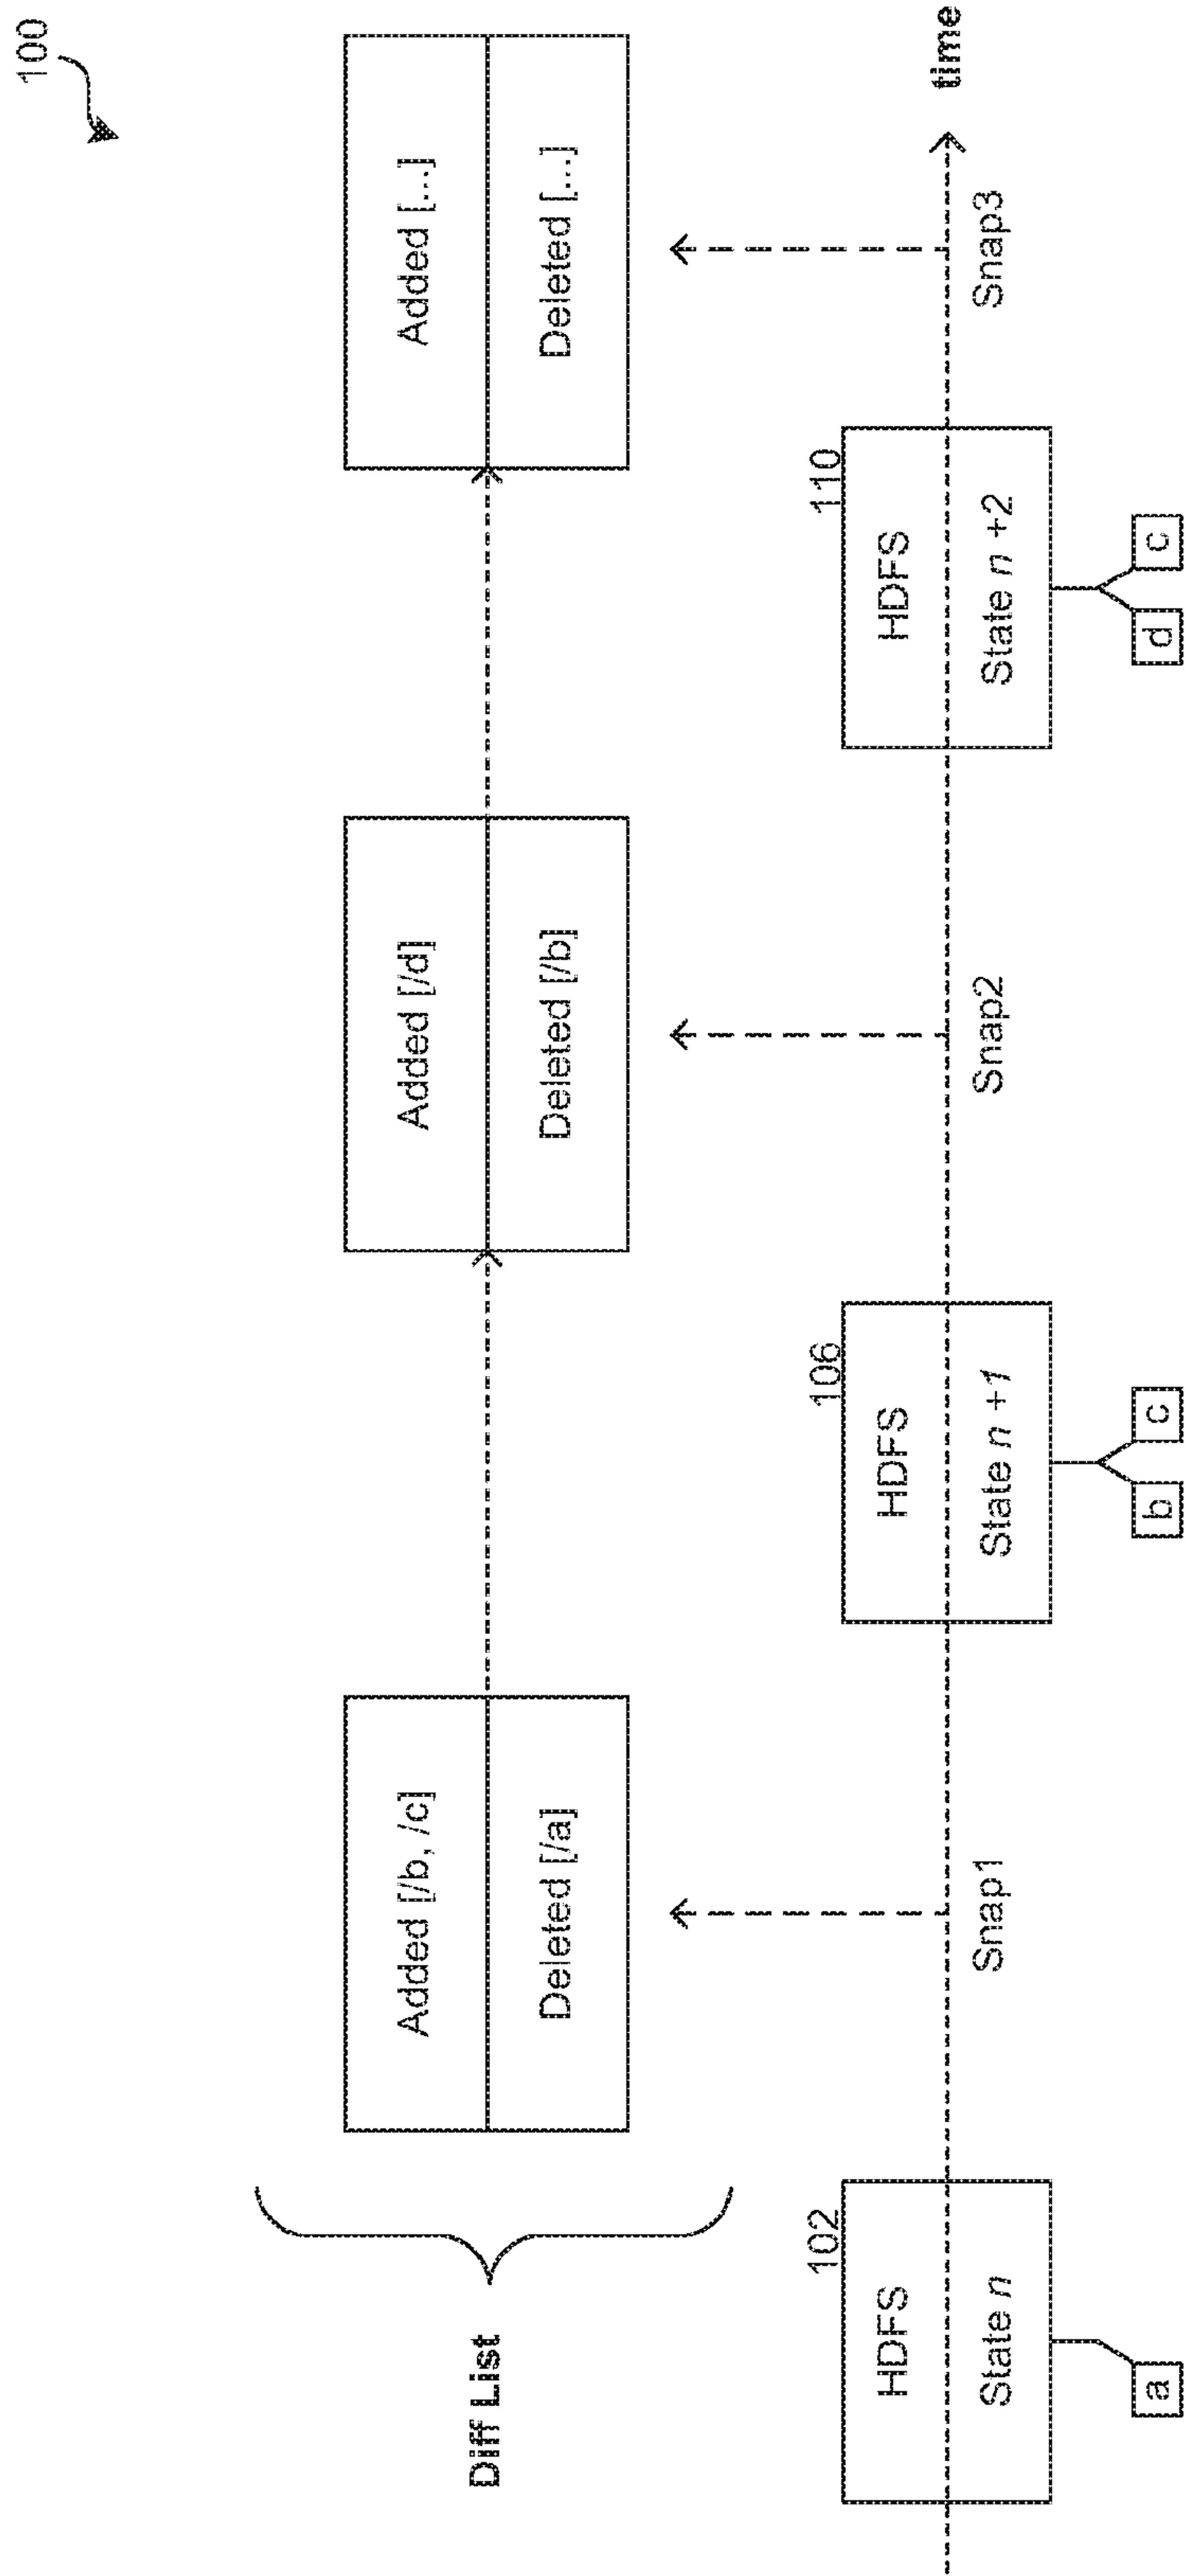 100
Diff List
Added [/b, /c]
Deleted [/a]
Added [/d]
Deleted [/b]
Added [...]
Deleted [...]
102
HDFS
State n
a
Snap1
106
HDFS
State n +1
b
c
Snap2
110
HDFS
State n +2
d
c
Snap3
time